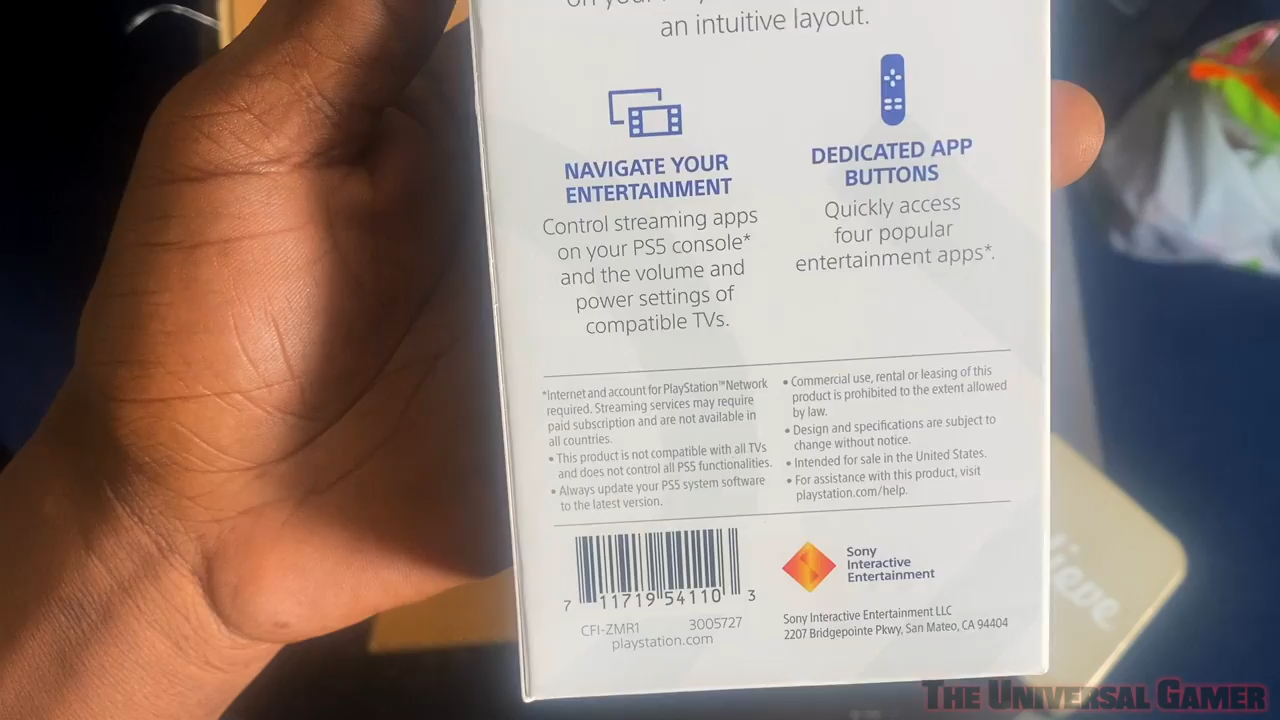 an intuitive layout.
NAVIGATE YOUR
ENTERTAINMENT
Control streaming apps
on your PS5 console*
and the volume and
power settings of
compatible TVs.
DEDICATED APP
BUTTONS
Quickly access
four popular
entertainment apps*.
*Internet and account for PlayStation™Network
required. Streaming services may require
paid subscription and are not available in
all countries.
• This product is not compatible with all TVs
and does not control all PS5 functionalities.
• Always update your PS5 system software
to the latest version.
• Commercial use, rental or leasing of this
product is prohibited to the extent allowed
by law.
• Design and specifications are subject to
change without notice.
• Intended for sale in the United States.
• For assistance with this product, visit
playstation.com/help.
7 11719 54110 3
CFI-ZMR1 3005727
playstation.com
Sony
Interactive
Entertainment
Sony Interactive Entertainment LLC
2207 Bridgepointe Pkwy, San Mateo, CA 94404
lieve
THE UNIVERSAL GAMER